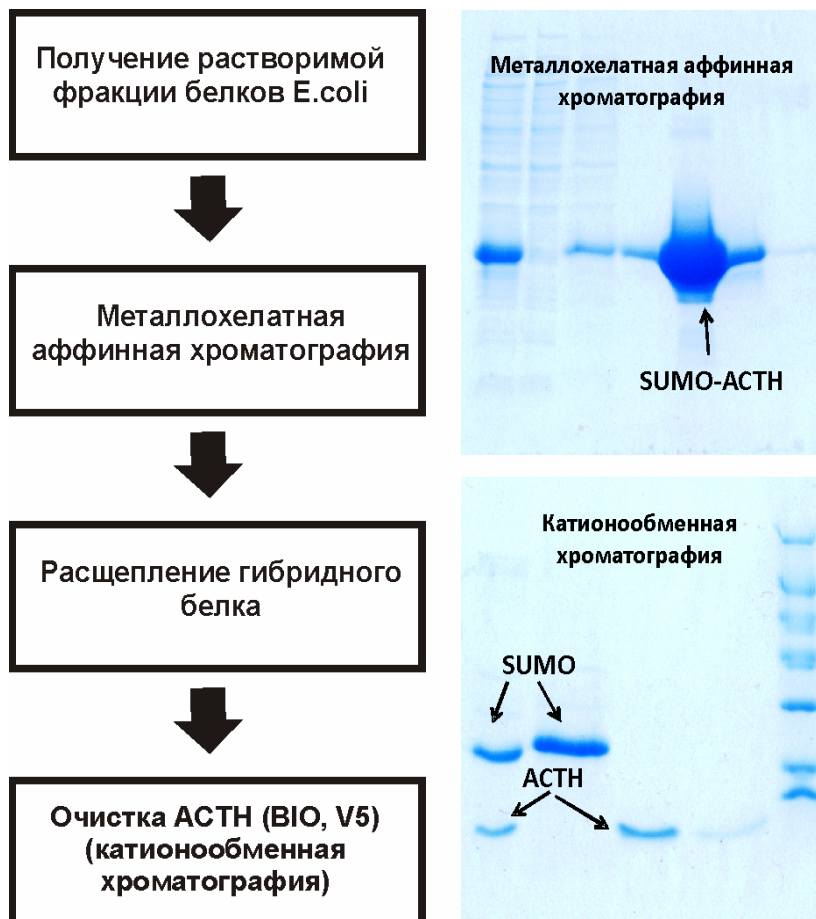 Получение растворимой
фракции белков E.coli
Металлохелатная
аффинная хроматография
Расщепление гибридного
белка
Очистка ACTH (BIO, V5)
(катионообменная
хроматография)
Металлохелатная аффинная
хроматография
SUMO-ACTH
Катионообменная
хроматография
SUMO
ACTH